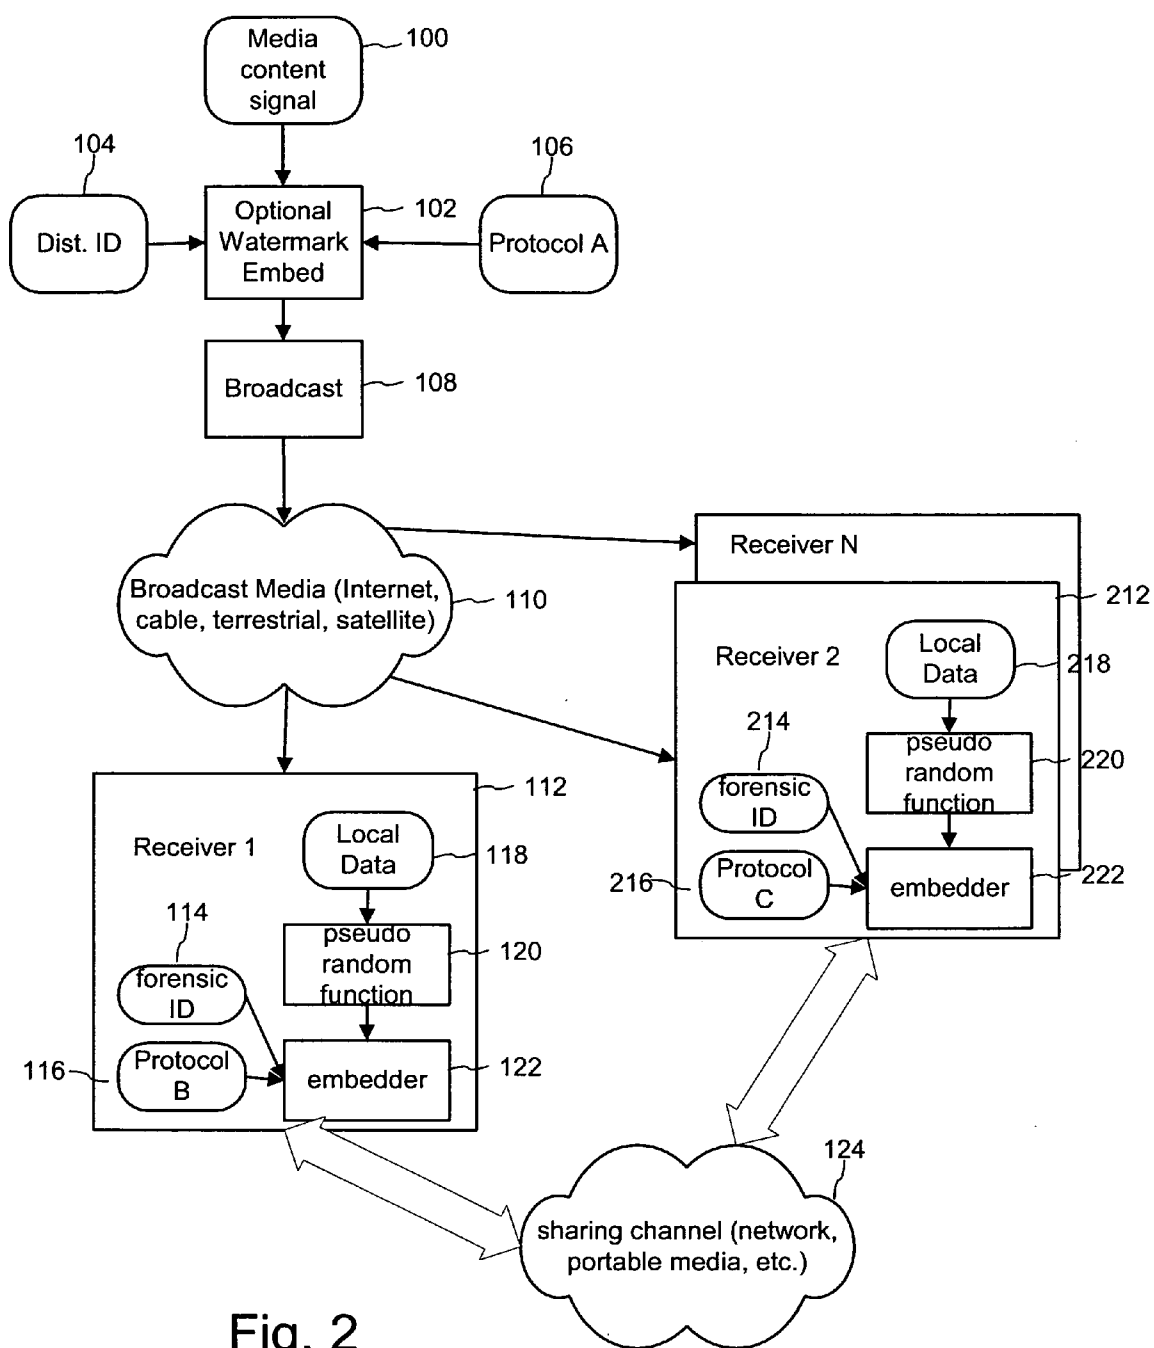 Media
content
signal
100
104
106
Dist. ID
Optional
Watermark
Embed
102
Protocol A
Broadcast
108
Broadcast Media (Internet,
cable, terrestrial, satellite)
110
Receiver N
212
Receiver 2
Local
Data
218
214
forensic
ID
pseudo
random
function
220
216
Protocol
C
embedder
222
112
Receiver 1
Local
Data
118
114
forensic
ID
pseudo
random
function
120
116
Protocol
B
embedder
122
124
sharing channel (network,
portable media, etc.)
Fig. 2